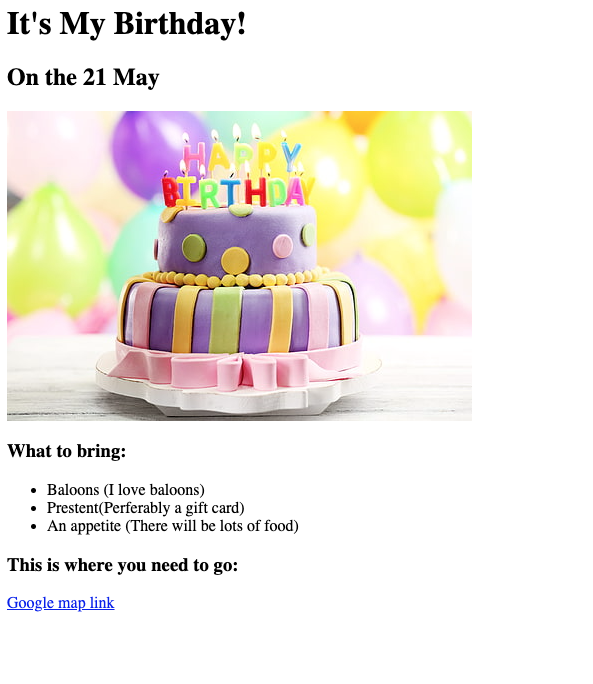 It's My Birthday!
On the 21 May
HAPPY
BIRTHDAY
What to bring:
Baloons (I love baloons)
Prestent(Perferably a gift card)
An appetite (There will be lots of food)
This is where you need to go:
Google map link